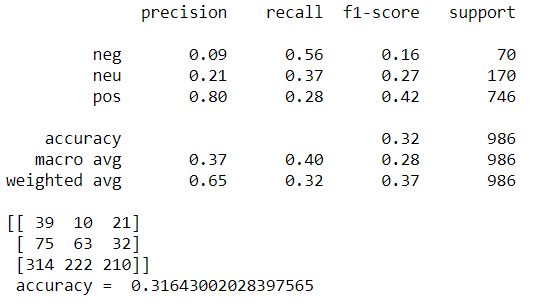 precision recall f1-score support
neg 0.09 0.56 0.16 70
neu 0.21 0.37 0.27 170
pos 0.80 0.28 0.42 746
accuracy 0.32 986
macro avg 0.37 0.40 0.28 986
weighted avg 0.65 0.32 0.37 986
[[ 39 10 21]
[ 75 63 32]
[314 222 210]]
accuracy = 0.31643002028397565